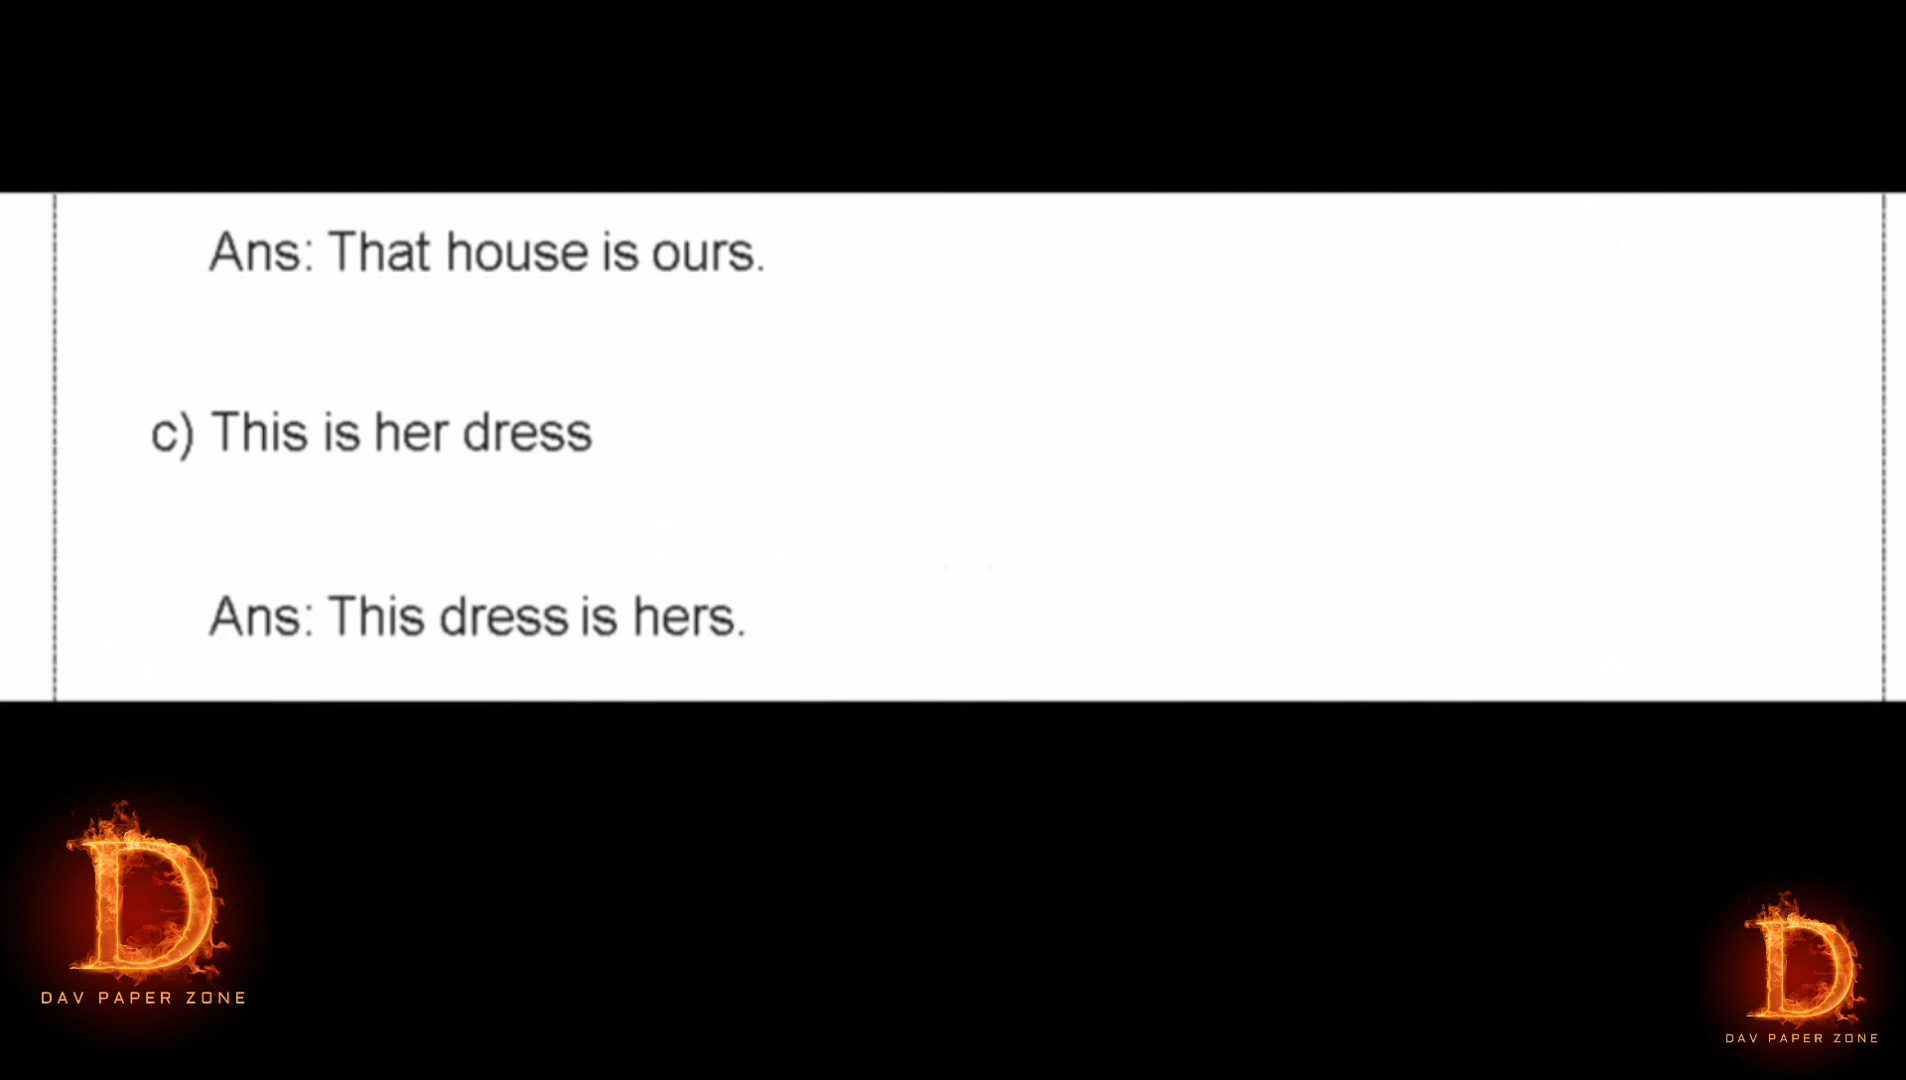 Ans: That house is ours.
c) This is her dress
Ans: This dress is hers.
DAV PAPER ZONE
DAV PAPER ZONE